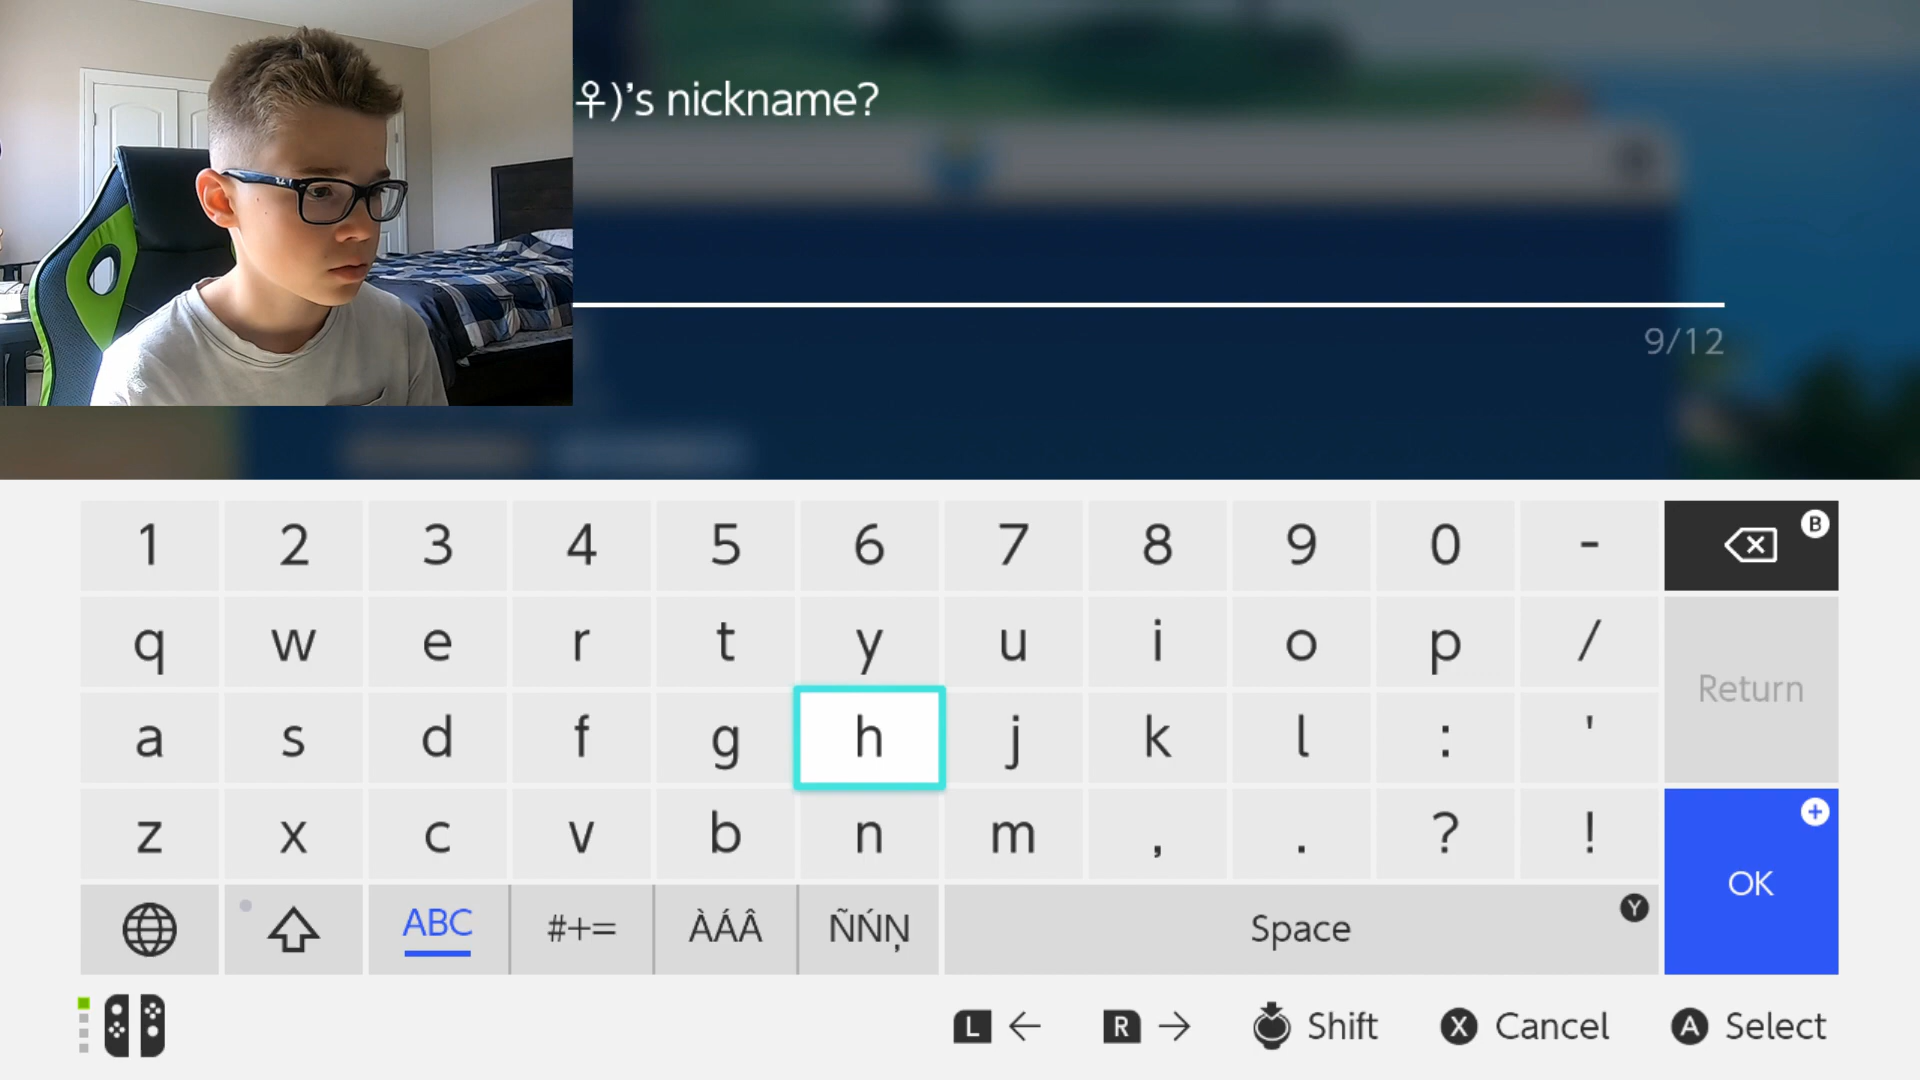 ♀)’s nickname?
9/12
1 2 3 4 5 6 7 8 9 0 - B
q w e r t y u i o p / Return
a s d f g h j k l : '
z x c v b n m , . ? ! + OK
ABC #+= ÀÁÂ ÑŃŅ Space Y
L ← R → Shift X Cancel A Select